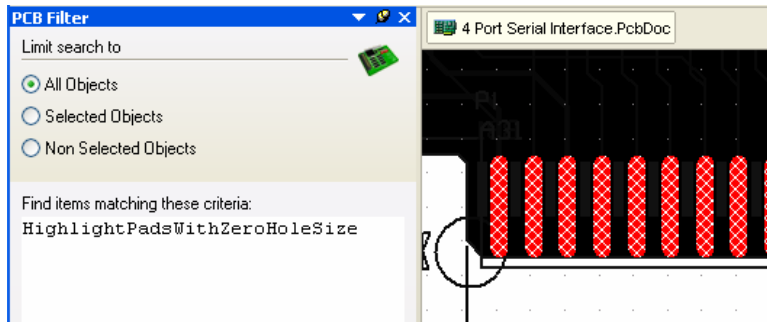 PCB Filter
Limit search to
All Objects
Selected Objects
Non Selected Objects
Find items matching these criteria:
HighlightPadsWithZeroHoleSize
4 Port Serial Interface.PcbDoc
P1
A31